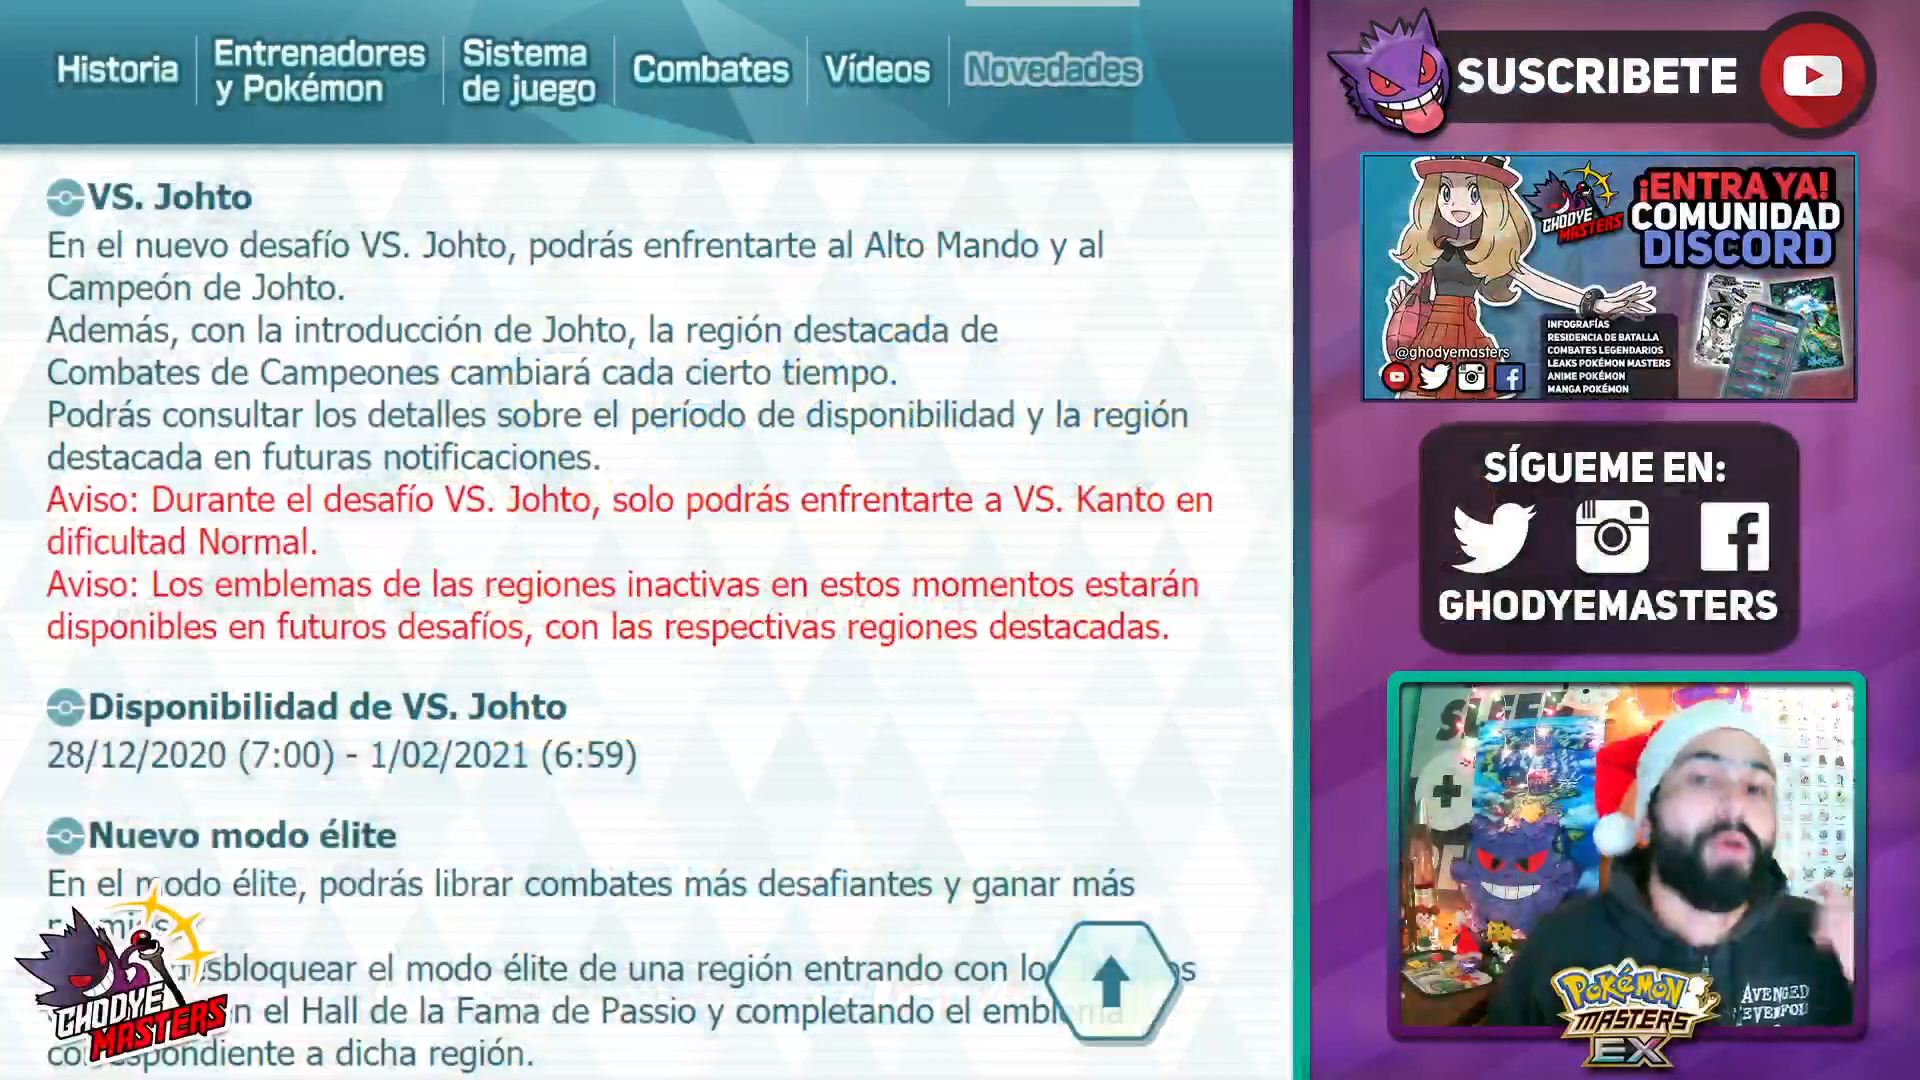 Historia
Entrenadores
y Pokémon
Sistema
de juego
Combates
Vídeos
Novedades
VS. Johto
En el nuevo desafío VS. Johto, podrás enfrentarte al Alto Mando y al
Campeón de Johto.
Además, con la introducción de Johto, la región destacada de
Combates de Campeones cambiará cada cierto tiempo.
Podrás consultar los detalles sobre el período de disponibilidad y la región
destacada en futuras notificaciones.
Aviso: Durante el desafío VS. Johto, solo podrás enfrentarte a VS. Kanto en
dificultad Normal.
Aviso: Los emblemas de las regiones inactivas en estos momentos estarán
disponibles en futuros desafíos, con las respectivas regiones destacadas.
Disponibilidad de VS. Johto
28/12/2020 (7:00) - 1/02/2021 (6:59)
Nuevo modo élite
En el modo élite, podrás librar combates más desafiantes y ganar más
desbloquear el modo élite de una región entrando con
en el Hall de la Fama de Passio y completando el emblema
correspondiente a dicha región.
GHODYE
MASTERS
SUSCRIBETE
GHODYE
MASTERS
¡ENTRA YA!
COMUNIDAD
DISCORD
INFOGRAFÍAS
RESIDENCIA DE BATALLA
COMBATES LEGENDARIOS
LEAKS POKÉMON MASTERS
ANIME POKÉMON
MANGA POKÉMON
@ghodyemasters
SÍGUEME EN:
GHODYEMASTERS
SLEEP
AVENGED
SEVENFOLD
POKéMON
MASTERS
EX